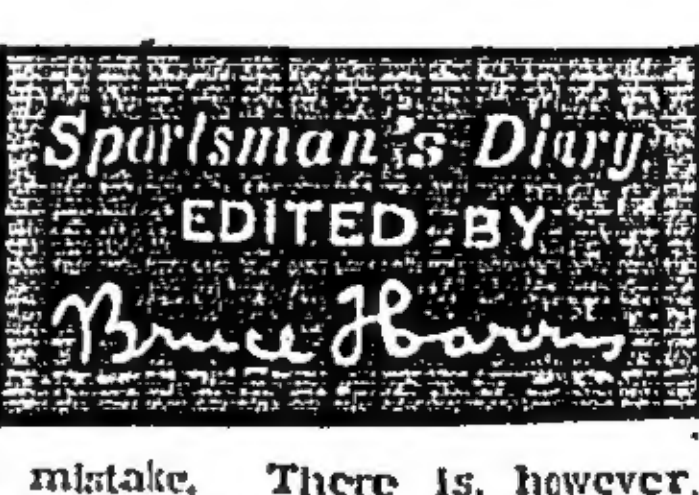 Sportsman's Diary
EDITED BY
Bruce Harris
mistake. There is, however,